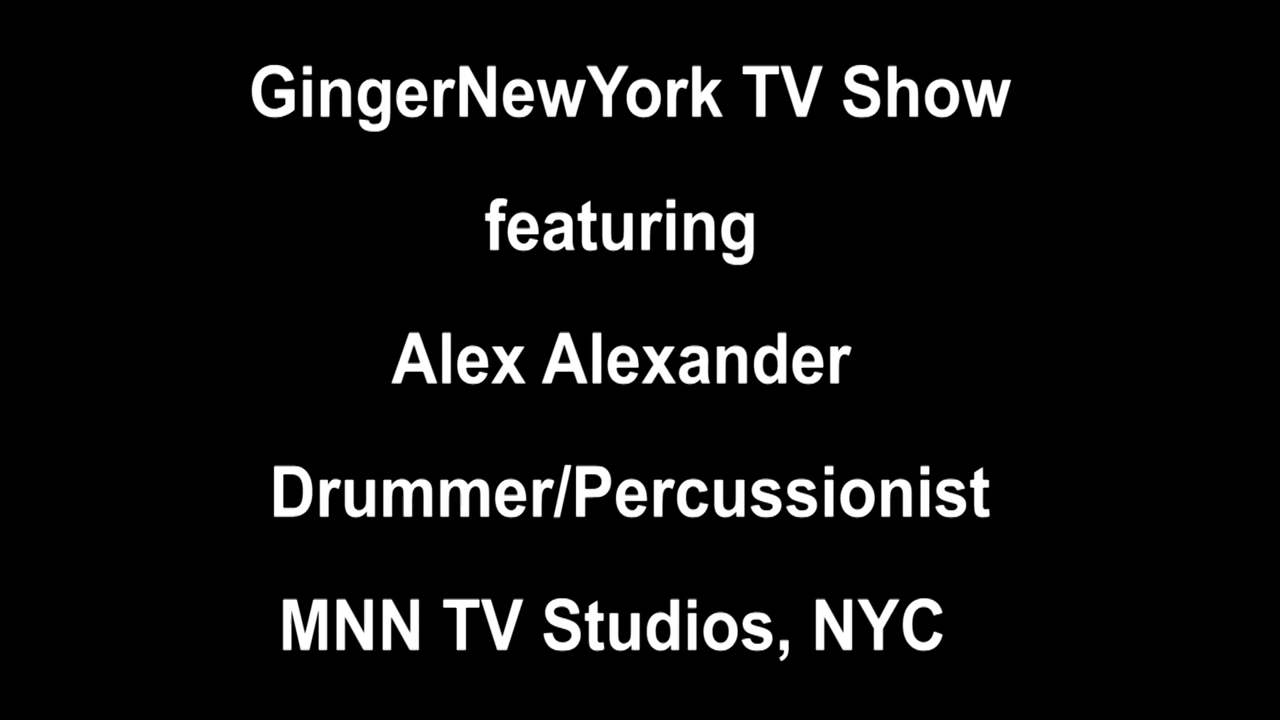 GingerNewYork TV Show
featuring
Alex Alexander
Drummer/Percussionist
MNN TV Studios, NYC